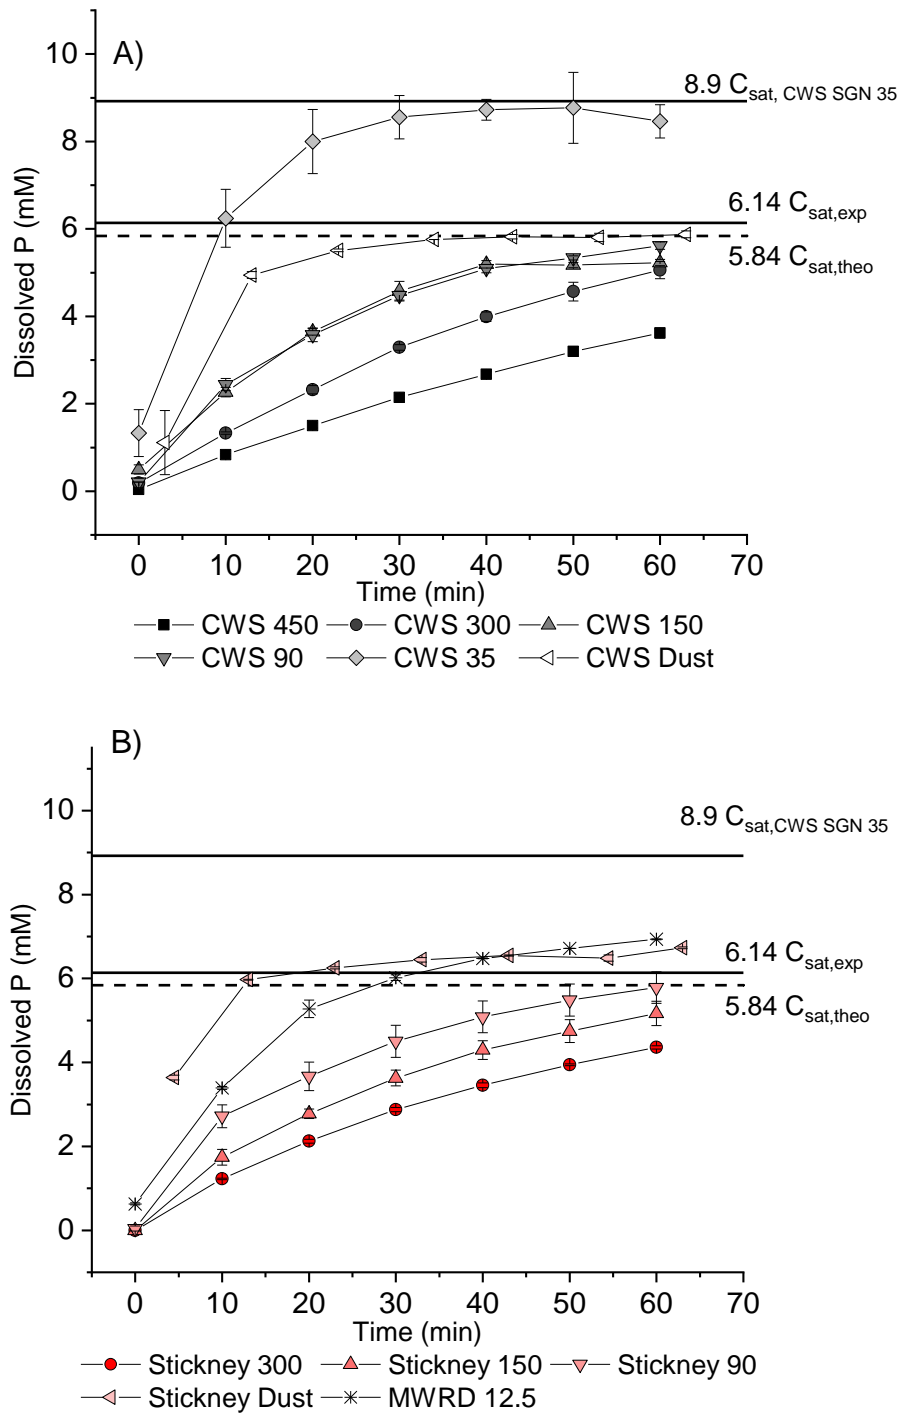 A)
10
8
6
4
2
0
Dissolved P (mM)
8.9 Csat, CWS SGN 35
6.14 Csat,exp
5.84 Csat,theo
0 10 20 30 40 50 60 70
Time (min)
CWS 450 CWS 300 CWS 150
CWS 90 CWS 35 CWS Dust
B)
10
8
6
4
2
0
Dissolved P (mM)
8.9 Csat,CWS SGN 35
6.14 Csat,exp
5.84 Csat,theo
0 10 20 30 40 50 60 70
Time (min)
Stickney 300 Stickney 150 Stickney 90
Stickney Dust MWRD 12.5